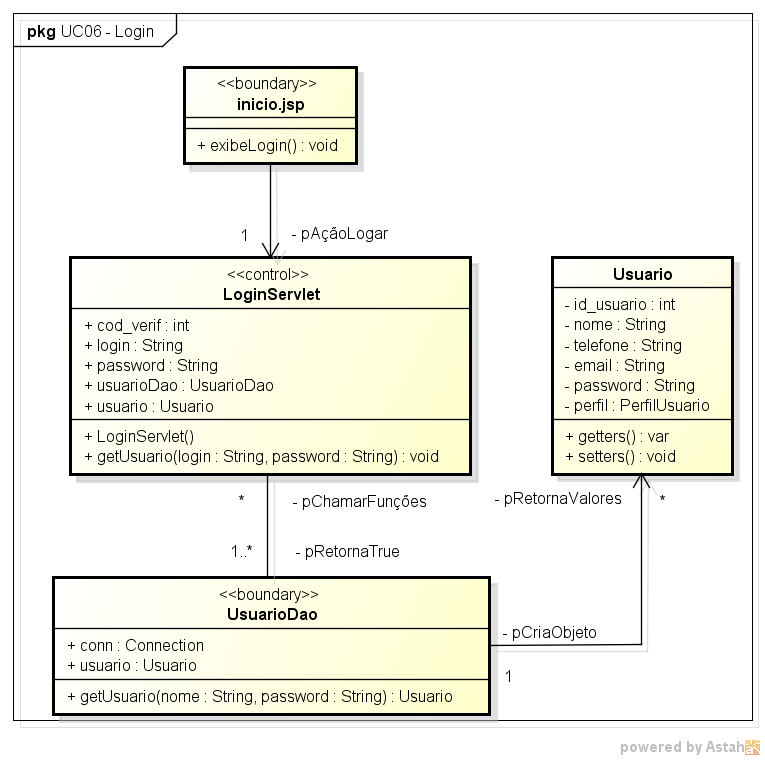 pkg UC06 - Login
<<boundary>>
inicio.jsp
+ exibeLogin() : void
1
- pAçãoLogar
<<control>>
LoginServlet
+ cod_verif : int
+ login : String
+ password : String
+ usuarioDao : UsuarioDao
+ usuario : Usuario
+ LoginServlet()
+ getUsuario(login : String, password : String) : void
Usuario
- id_usuario : int
- nome : String
- telefone : String
- email : String
- password : String
- perfil : PerfilUsuario
+ getters() : var
+ setters() : void
*
- pChamarFunções
- pRetornaValores
*
1..*
- pRetornaTrue
<<boundary>>
UsuarioDao
+ conn : Connection
+ usuario : Usuario
+ getUsuario(nome : String, password : String) : Usuario
- pCriaObjeto
1
powered by Astah